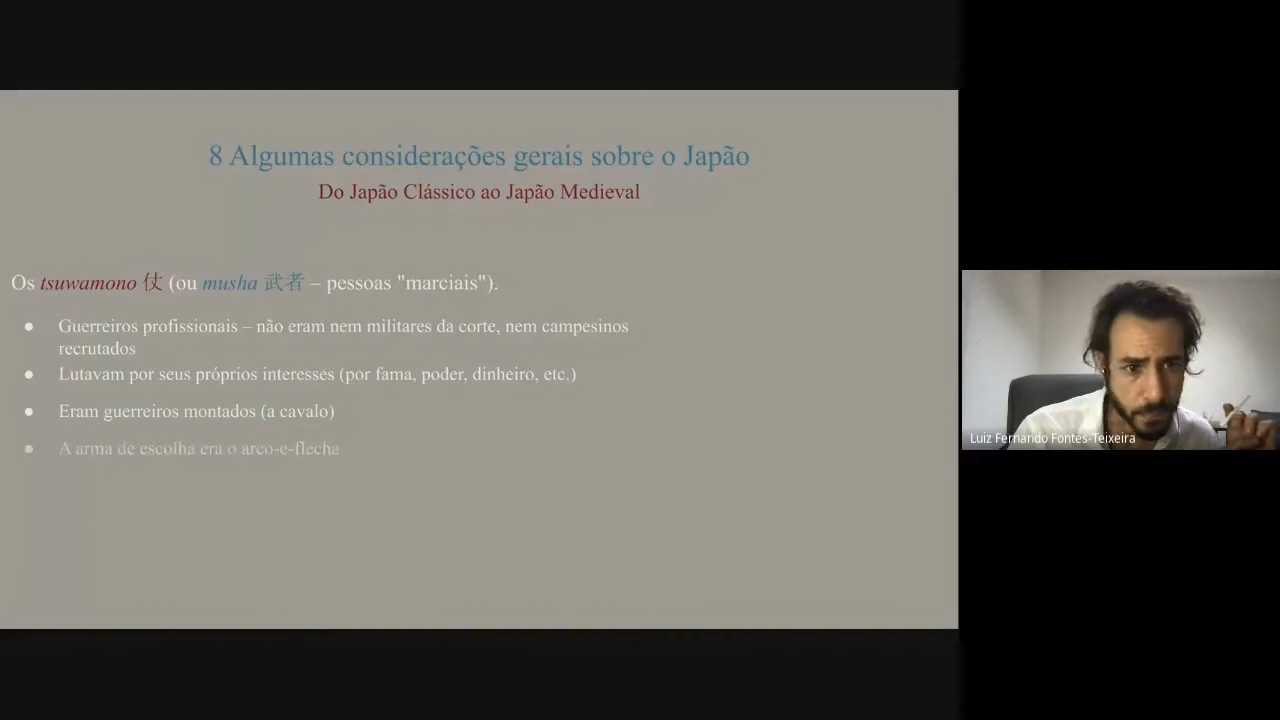 8 Algumas considerações gerais sobre o Japão
Do Japão Clássico ao Japão Medieval
Os tsuwamono 仗 (ou musha 武者 – pessoas "marciais").
● Guerreiros profissionais – não eram nem militares da corte, nem campesinos
recrutados
● Lutavam por seus próprios interesses (por fama, poder, dinheiro, etc.)
● Eram guerreiros montados (a cavalo)
● A arma de escolha era o arco-e-flecha
Luiz Fernando Fontes-Teixeira